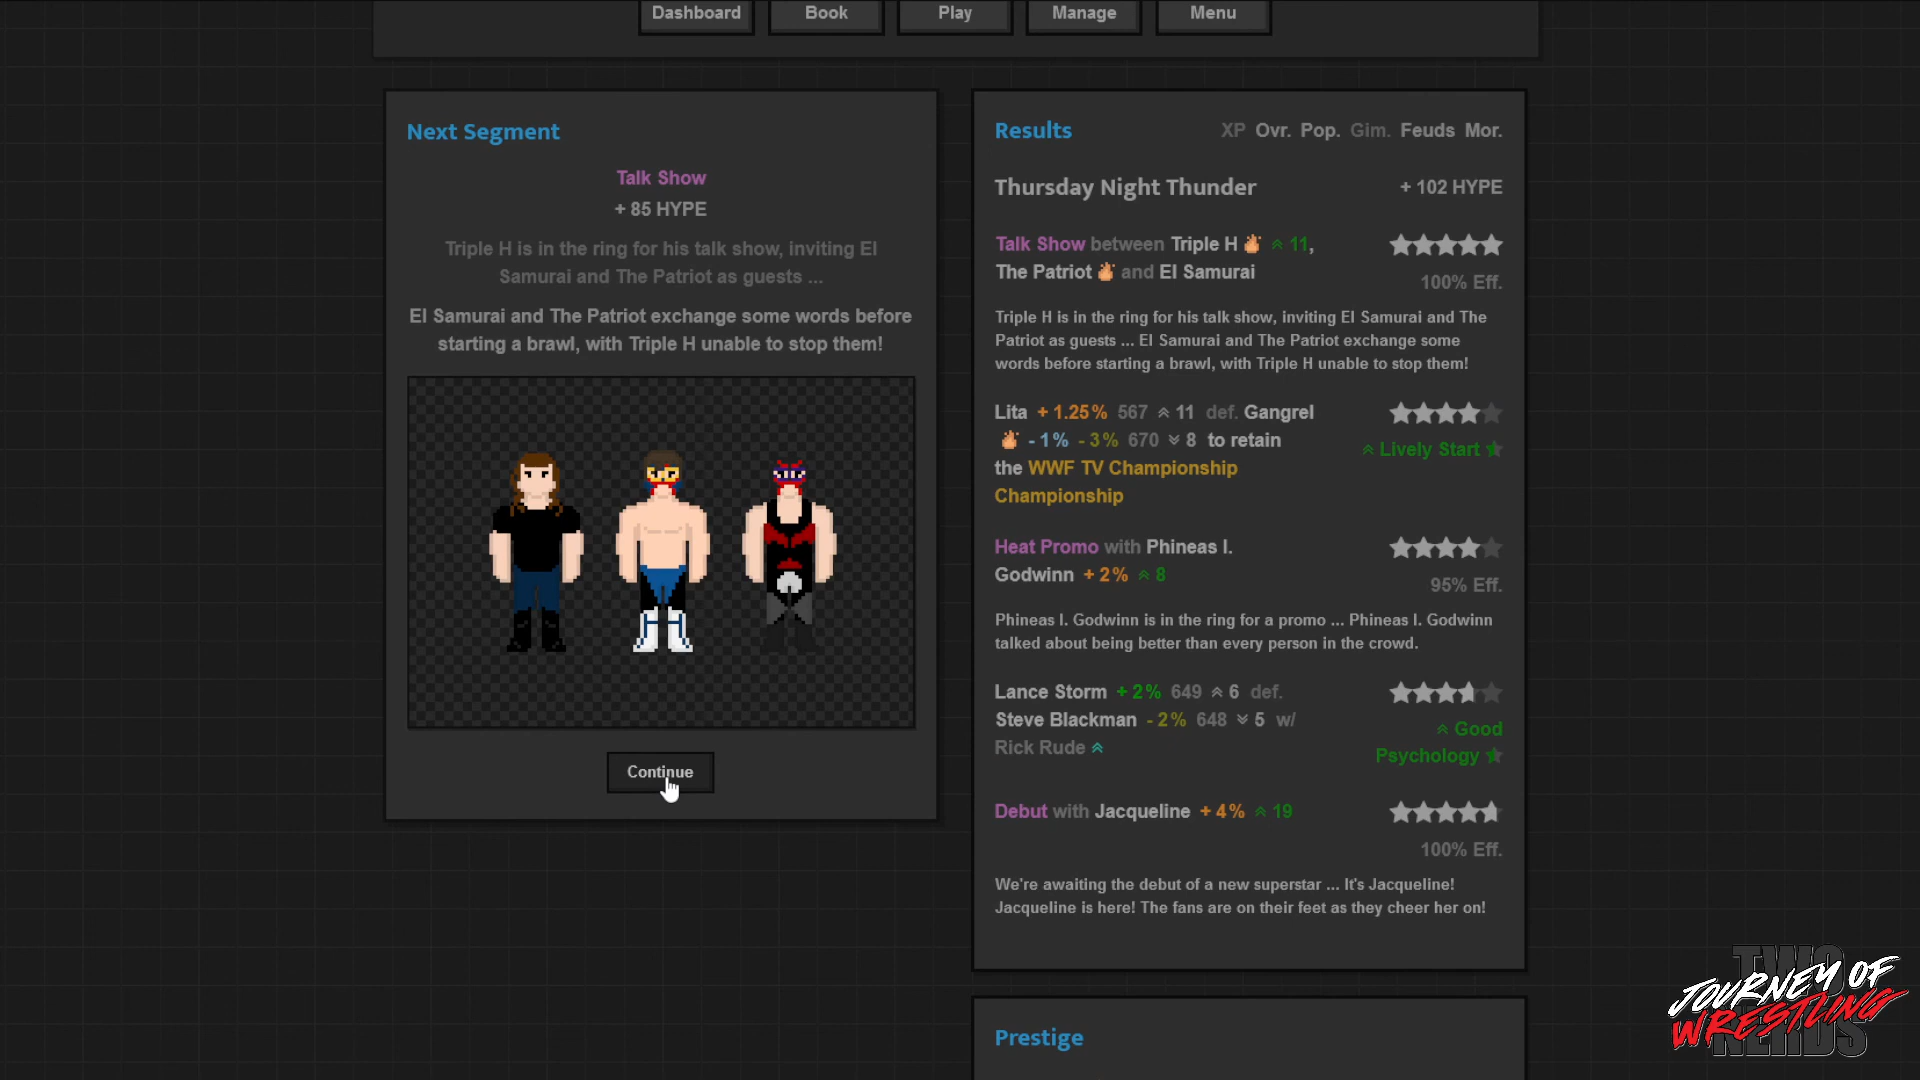 Dashboard
Book
Play
Manage
Menu
Next Segment
Talk Show
+ 85 HYPE
Triple H is in the ring for his talk show, inviting El
Samurai and The Patriot as guests ...
El Samurai and The Patriot exchange some words before
starting a brawl, with Triple H unable to stop them!
Continue
Results
XP Ovr. Pop. Gim. Feuds Mor.
Thursday Night Thunder + 102 HYPE
Talk Show between Triple H 11,
The Patriot and El Samurai
100% Eff.
Triple H is in the ring for his talk show, inviting El Samurai and The
Patriot as guests ... El Samurai and The Patriot exchange some
words before starting a brawl, with Triple H unable to stop them!
Lita + 1.25% 567 11 def. Gangrel
- 1% - 3% 670 8 to retain
the WWF TV Championship
Championship
Lively Start
Heat Promo with Phineas I.
Godwinn + 2% 8
95% Eff.
Phineas I. Godwinn is in the ring for a promo ... Phineas I. Godwinn
talked about being better than every person in the crowd.
Lance Storm + 2% 649 6 def.
Steve Blackman - 2% 648 5 w/
Rick Rude
Good
Psychology
Debut with Jacqueline + 4% 19
100% Eff.
We're awaiting the debut of a new superstar ... It's Jacqueline!
Jacqueline is here! The fans are on their feet as they cheer her on!
Prestige
TWO
JOURNEY OF
WRESTLING
NERDS